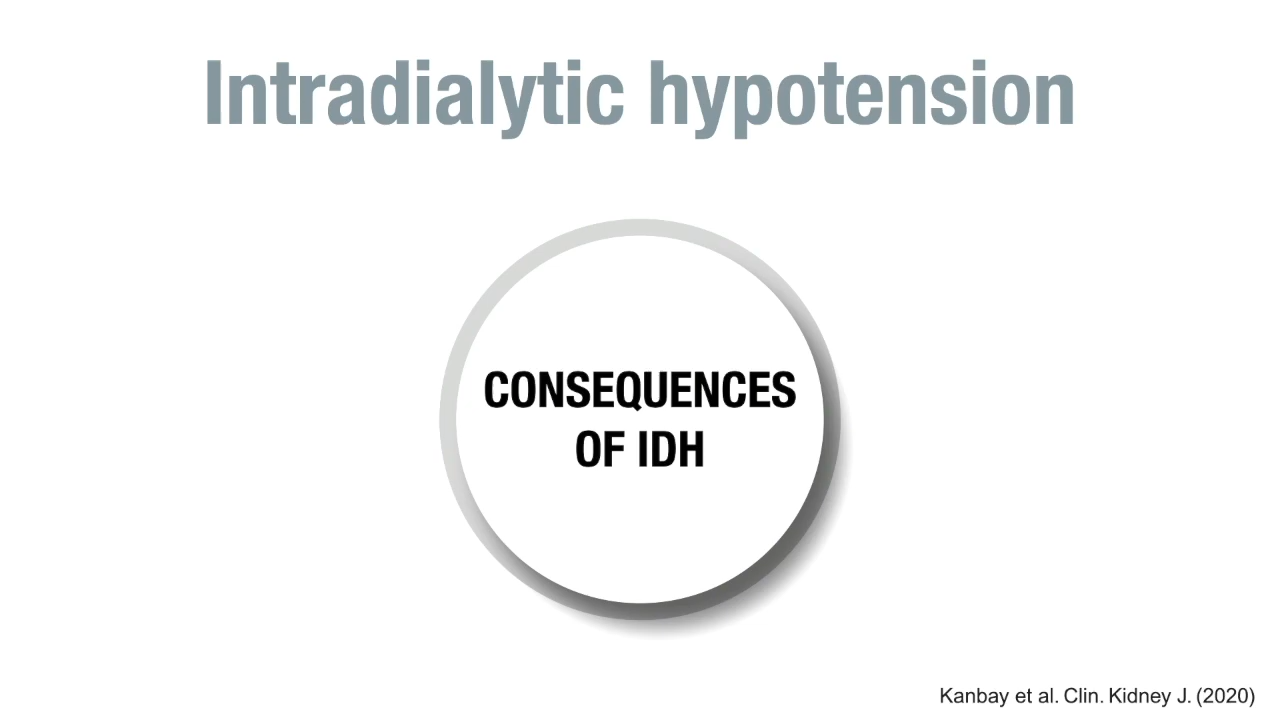 Intradialytic hypotension
CONSEQUENCES
OF IDH
Kanbay et al. Clin. Kidney J. (2020)